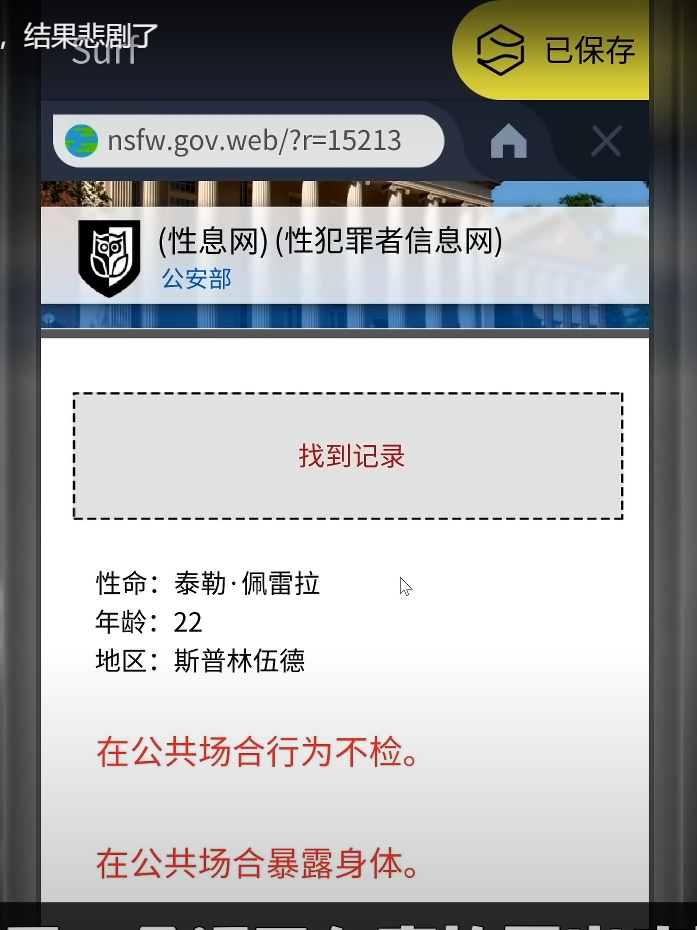 ，结果悲剧了
Surf
已保存
nsfw.gov.web/?r=15213
(性息网) (性犯罪者信息网)
公安部
找到记录
性命：泰勒·佩雷拉
年龄：22
地区：斯普林伍德
在公共场合行为不检。
在公共场合暴露身体。